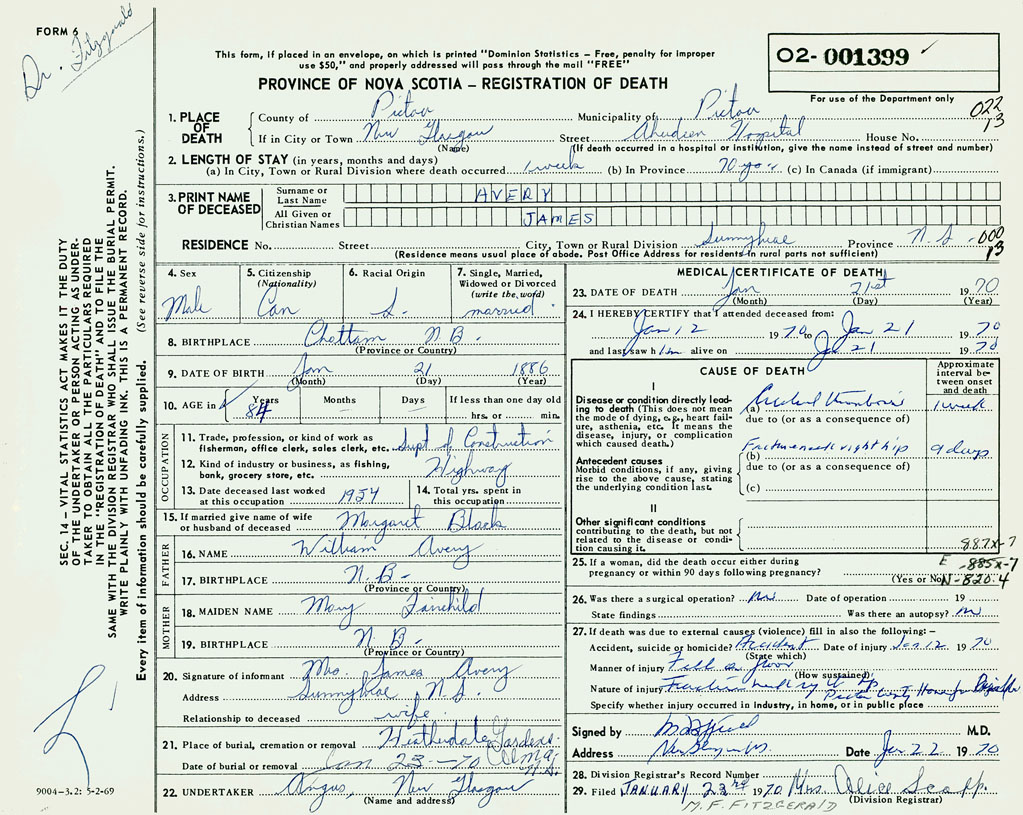 FORM 6
Dr. Fitzgerald
This form, if placed in an envelope, on which is printed "Dominion Statistics – Free, penalty for improper
use $50," and properly addressed will pass through the mail "FREE"
PROVINCE OF NOVA SCOTIA – REGISTRATION OF DEATH
02-001399
For use of the Department only
022
13
1. PLACE OF DEATH
County of Pictou Municipality of Pictou
If in City or Town New Glasgow Street Aberdeen Hospital House No.
(Name) (If death occurred in a hospital or institution, give the name instead of street and number)
2. LENGTH OF STAY (in years, months and days)
(a) In City, Town or Rural Division where death occurred 1 week (b) In Province 70 yrs (c) In Canada (if immigrant)
3. PRINT NAME OF DECEASED
Surname or Last Name AVERY
All Given or Christian Names JAMES
RESIDENCE No. Street City, Town or Rural Division Sunnybrae Province N.S. -000
13
(Residence means usual place of abode. Post Office Address for residents in rural parts not sufficient)
4. Sex
Male
5. Citizenship
(Nationality)
Can
6. Racial Origin
7. Single, Married, Widowed or Divorced
(write the word)
married
8. BIRTHPLACE Chattam N.B.
(Province or Country)
9. DATE OF BIRTH Jan 21 1886
(Month) (Day) (Year)
10. AGE in Years Months Days If less than one day old
84 hrs. or min.
OCCUPATION
11. Trade, profession, or kind of work as fisherman, office clerk, sales clerk, etc. Supt of Construction
12. Kind of industry or business, as fishing, bank, grocery store, etc. Highway
13. Date deceased last worked at this occupation 1954
14. Total yrs. spent in this occupation
15. If married give name of wife or husband of deceased Margaret Black
FATHER
16. NAME William Avery
17. BIRTHPLACE N.B.
(Province or Country)
MOTHER
18. MAIDEN NAME Mary Fairchild
19. BIRTHPLACE N.B.
(Province or Country)
20. Signature of informant Mrs. James Avery
Address Sunnybrae, N.S.
Relationship to deceased wife
21. Place of burial, cremation or removal Heatherdale Gardens
Date of burial or removal Jan 23 – 70 Alma N.S.
22. UNDERTAKER Angus, New Glasgow
(Name and address)
MEDICAL CERTIFICATE OF DEATH
23. DATE OF DEATH Jan 21st 1970
(Month) (Day) (Year)
24. I HEREBY CERTIFY that I attended deceased from:
Jan 12 1970 to Jan 21 1970
and last saw him alive on 21 1970
CAUSE OF DEATH
Approximate interval between onset and death
I
Disease or condition directly leading to death (This does not mean the mode of dying, e.g., heart failure, asthenia, etc. It means the disease, injury, or complication which caused death.)
(a) 1 week
due to (or as a consequence of)
Antecedent causes
Morbid conditions, if any, giving rise to the above cause, stating the underlying condition last.
(b) right hip 9 days
due to (or as a consequence of)
(c)
II
Other significant conditions
contributing to the death, but not related to the disease or condition causing it.
887X-7
25. If a woman, did the death occur either during pregnancy or within 90 days following pregnancy?
(Yes or No)
E -885X-7
N-820.4
26. Was there a surgical operation? No Date of operation 19
State findings Was there an autopsy? No
27. If death was due to external causes (violence) fill in also the following: –
Accident, suicide or homicide? Accident Date of injury Jan 12 1970
(State which)
Manner of injury Fall on floor
(How sustained)
Nature of injury
Specify whether injury occurred in industry, in home, or in public place
Signed by M.D.
Address Date Jan 22 1970
28. Division Registrar's Record Number
29. Filed JANUARY 23rd 1970 Mrs. Alice
(Division Registrar)
M.F. FITZGERALD
SEC. 14 – VITAL STATISTICS ACT MAKES IT THE DUTY
OF THE UNDERTAKER OR PERSON ACTING AS UNDER-
TAKER TO OBTAIN ALL THE PARTICULARS REQUIRED
IN THE "REGISTRATION OF DEATH" AND TO FILE THE
SAME WITH THE DIVISION REGISTRAR WHO SHALL ISSUE THE BURIAL PERMIT.
WRITE PLAINLY WITH UNFADING INK. THIS IS A PERMANENT RECORD.
Every item of information should be carefully supplied. (See reverse side for instructions.)
9004–3.2: 5-2-69